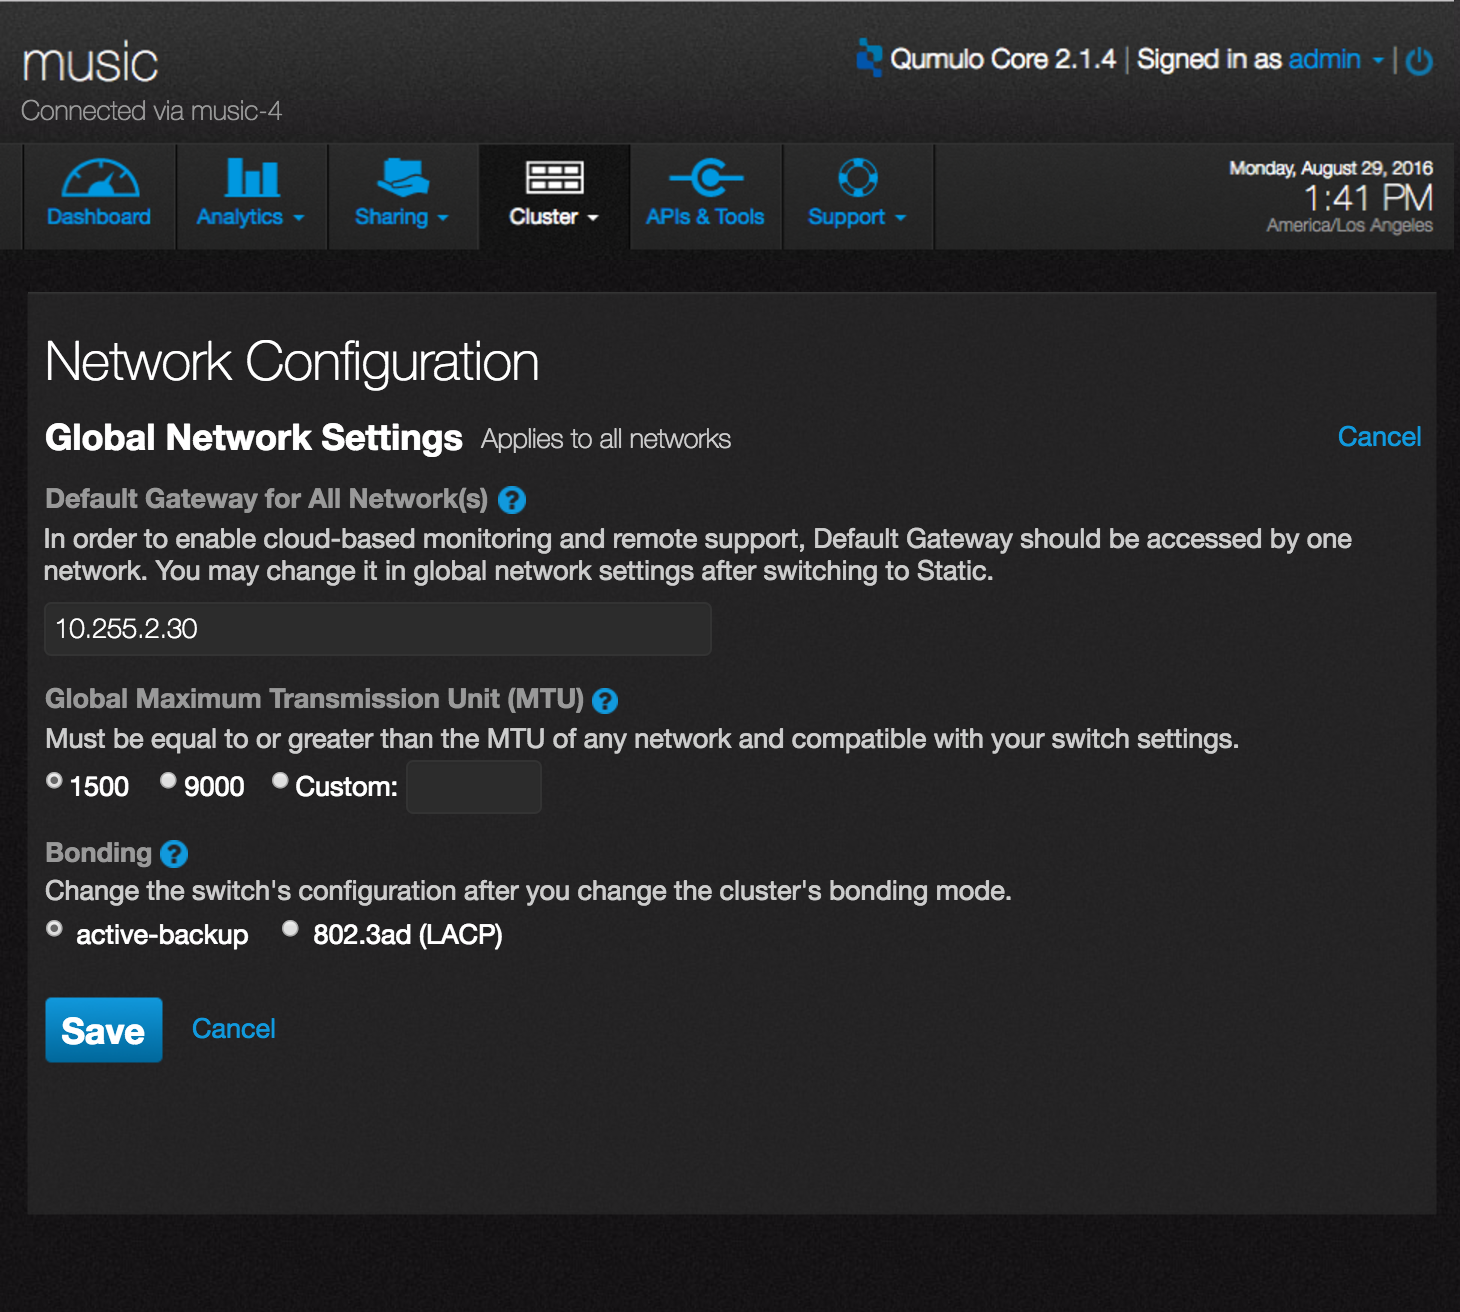 music
Connected via music-4
Qumulo Core 2.1.4 | Signed in as admin
Dashboard
Analytics
Sharing
Cluster
APIs & Tools
Support
Monday, August 29, 2016
1:41 PM
America/Los Angeles
Network Configuration
Global Network Settings Applies to all networks
Cancel
Default Gateway for All Network(s) ?
In order to enable cloud-based monitoring and remote support, Default Gateway should be accessed by one
network. You may change it in global network settings after switching to Static.
10.255.2.30
Global Maximum Transmission Unit (MTU) ?
Must be equal to or greater than the MTU of any network and compatible with your switch settings.
1500 9000 Custom:
Bonding ?
Change the switch's configuration after you change the cluster's bonding mode.
active-backup 802.3ad (LACP)
Save Cancel